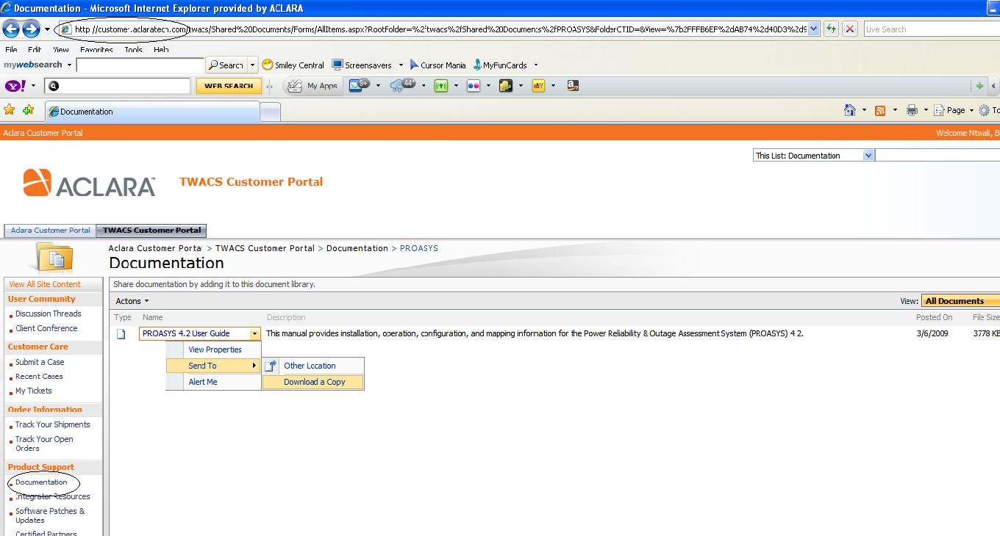 Documentation - Microsoft Internet Explorer provided by ACLARA
http://customer.aclaratech.com/twacs/Shared%20Documents/Forms/AllItems.aspx?RootFolder=%2ftwacs%2fShared%20Documents%2fPROASYS&FolderCTID=&View=%7b2FFFB6EF%2dAB74%2d40D3%2d9
Live Search
File Edit View Favorites Tools Help
mywebsearch Search Smiley Central Screensavers Cursor Mania MyFunCards
Y! WEB SEARCH My Apps 9+ 44° eBY a
Documentation Page To
Aclara Customer Portal Welcome Ntwali, B
This List: Documentation
ACLARA™ TWACS Customer Portal
Aclara Customer Portal TWACS Customer Portal
Aclara Customer Portal > TWACS Customer Portal > Documentation > PROASYS
Documentation
View All Site Content
Share documentation by adding it to this document library.
User Community
Discussion Threads
Client Conference
Customer Care
Submit a Case
Recent Cases
My Tickets
Order Information
Track Your Shipments
Track Your Open
Orders
Product Support
Documentation
Integrator Resources
Software Patches &
Updates
Certified Partners
Actions View: All Documents
Type Name Description Posted On File Size
PROASYS 4.2 User Guide This manual provides installation, operation, configuration, and mapping information for the Power Reliability & Outage Assessment System (PROASYS) 4.2. 3/6/2009 3778 KB
View Properties
Send To Other Location
Alert Me Download a Copy